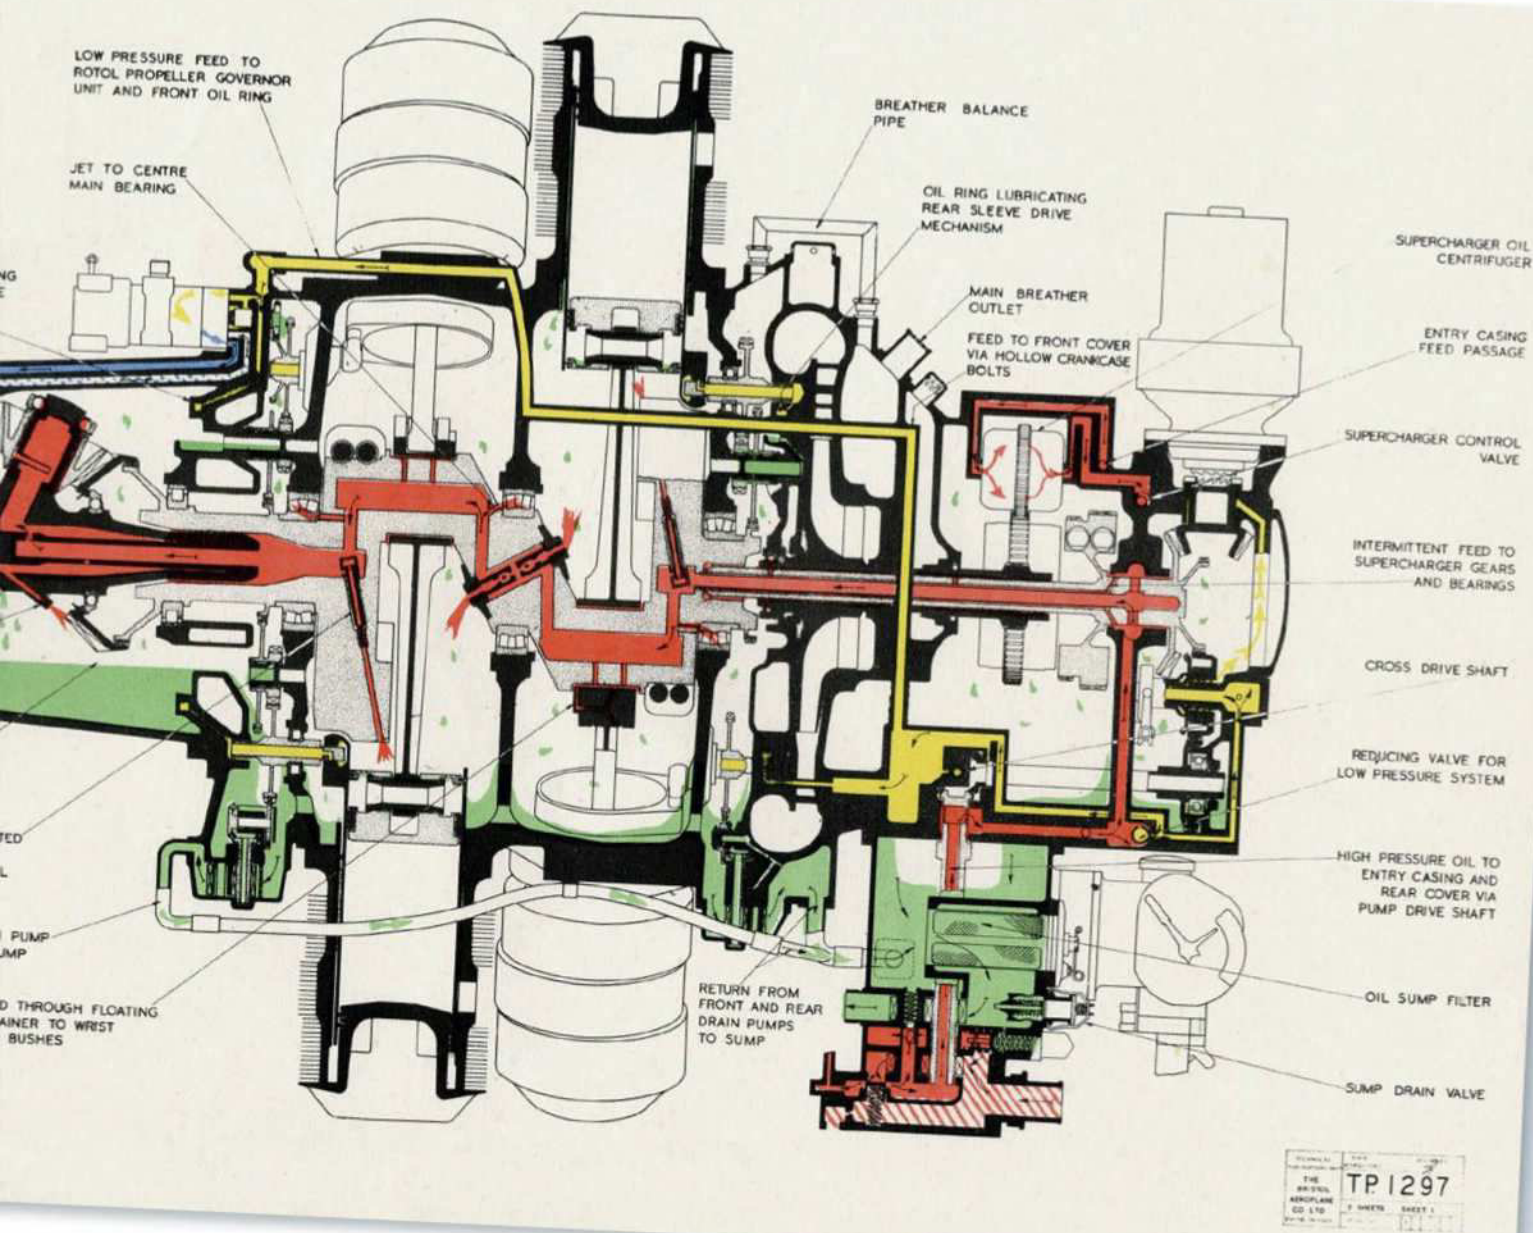 LOW PRESSURE FEED TO
ROTOL PROPELLER GOVERNOR
UNIT AND FRONT OIL RING
JET TO CENTRE
MAIN BEARING
BREATHER BALANCE
PIPE
OIL RING LUBRICATING
REAR SLEEVE DRIVE
MECHANISM
MAIN BREATHER
OUTLET
FEED TO FRONT COVER
VIA HOLLOW CRANKCASE
BOLTS
SUPERCHARGER OIL
CENTRIFUGER
ENTRY CASING
FEED PASSAGE
SUPERCHARGER CONTROL
VALVE
INTERMITTENT FEED TO
SUPERCHARGER GEARS
AND BEARINGS
CROSS DRIVE SHAFT
REDUCING VALVE FOR
LOW PRESSURE SYSTEM
HIGH PRESSURE OIL TO
ENTRY CASING AND
REAR COVER VIA
PUMP DRIVE SHAFT
OIL SUMP FILTER
SUMP DRAIN VALVE
NG
E
TED
L
PUMP
UMP
D THROUGH FLOATING
AINER TO WRIST
BUSHES
RETURN FROM
FRONT AND REAR
DRAIN PUMPS
TO SUMP
THE
BRISTOL
AEROPLANE
CO LTD
TP 1297
2 SHEETS SHEET 1